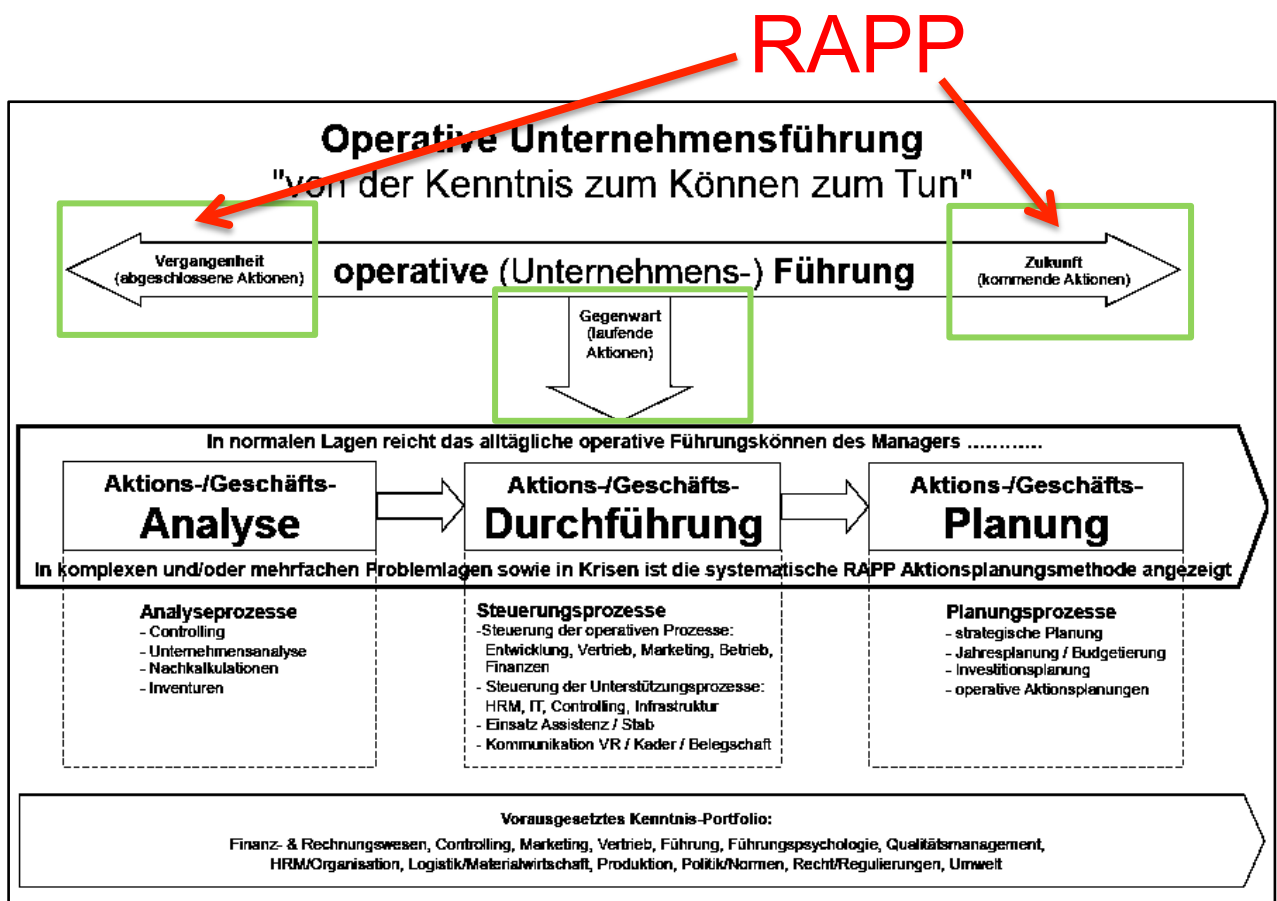 RAPP
Operative Unternehmensführung
"von der Kenntnis zum Können zum Tun"
Vergangenheit
(abgeschlossene Aktionen)
operative (Unternehmens-) Führung
Zukunft
(kommende Aktionen)
Gegenwart
(laufende
Aktionen)
In normalen Lagen reicht das alltägliche operative Führungskönnen des Managers ............
Aktions-/Geschäfts-
Analyse
Aktions-/Geschäfts-
Durchführung
Aktions-/Geschäfts-
Planung
In komplexen und/oder mehrfachen Problemlagen sowie in Krisen ist die systematische RAPP Aktionsplanungsmethode angezeigt
Analyseprozesse
- Controlling
- Unternehmensanalyse
- Nachkalkulationen
- Inventuren
Steuerungsprozesse
-Steuerung der operativen Prozesse:
Entwicklung, Vertrieb, Marketing, Betrieb,
Finanzen
- Steuerung der Unterstützungsprozesse:
HRM, IT, Controlling, Infrastruktur
- Einsatz Assistenz / Stab
- Kommunikation VR / Kader / Belegschaft
Planungsprozesse
- strategische Planung
- Jahresplanung / Budgetierung
- Investitionsplanung
- operative Aktionsplanungen
Vorausgesetztes Kenntnis-Portfolio:
Finanz- & Rechnungswesen, Controlling, Marketing, Vertrieb, Führung, Führungspsychologie, Qualitätsmanagement,
HRM/Organisation, Logistik/Materialwirtschaft, Produktion, Politik/Normen, Recht/Regulierungen, Umwelt